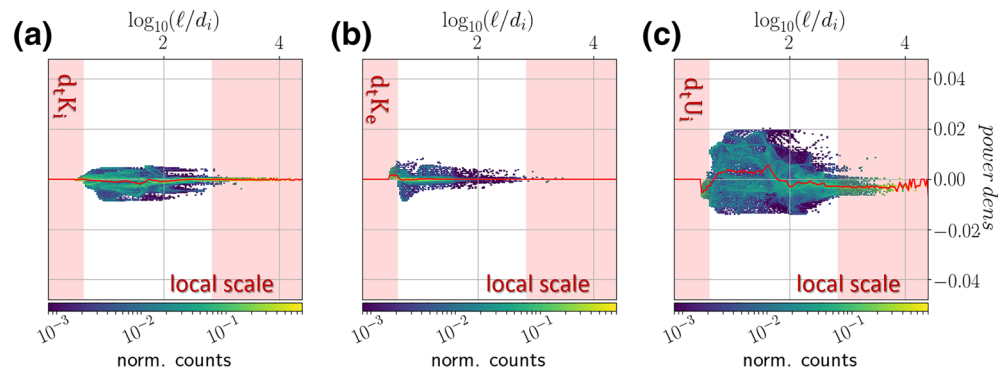 (a) log₁₀(ℓ/dᵢ) (b) log₁₀(ℓ/dᵢ) (c) log₁₀(ℓ/dᵢ)
2 4 2 4 2 4
dₜKᵢ dₜKₑ dₜUᵢ
0.04
0.02
0.00
−0.02
−0.04
power dens
local scale local scale local scale
10⁻³ 10⁻² 10⁻¹ 10⁻³ 10⁻² 10⁻¹ 10⁻³ 10⁻² 10⁻¹
norm. counts norm. counts norm. counts